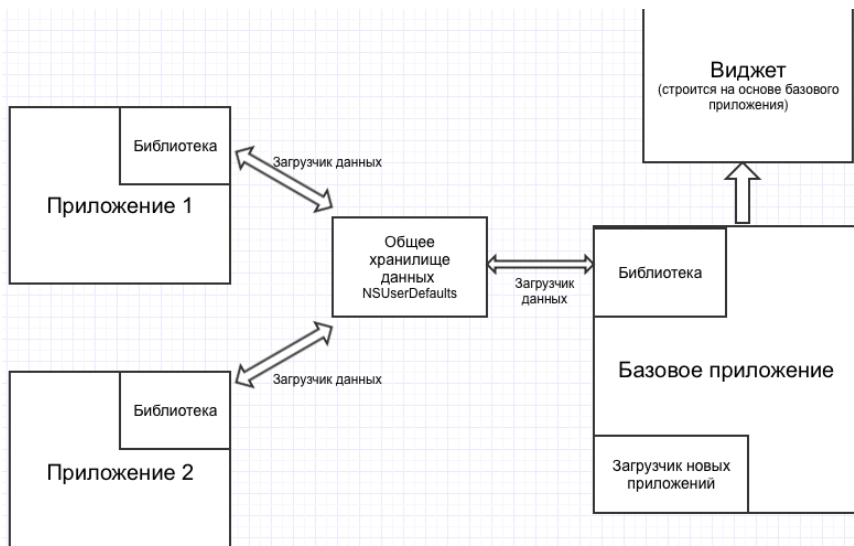 Виджет
(строится на основе базового
приложения)
Библиотека
Приложение 1
Загрузчик данных
Общее
хранилище
данных
NSUserDefaults
Загрузчик
данных
Библиотека
Базовое приложение
Загрузчик новых
приложений
Загрузчик данных
Библиотека
Приложение 2